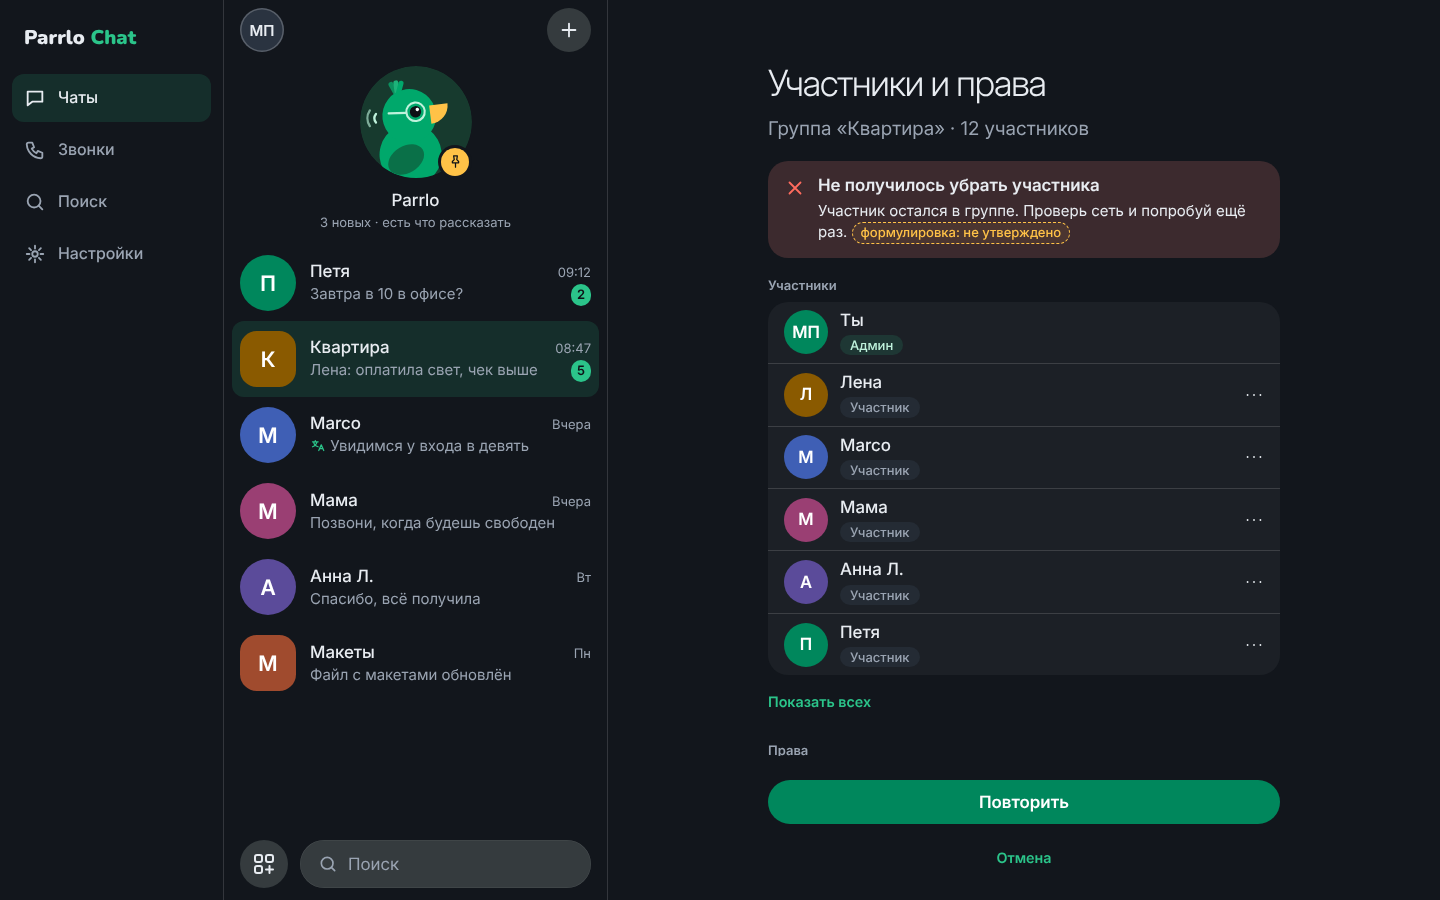 Parrlo Chat
Чаты
Звонки
Поиск
Настройки
МП
Parrlo
3 новых · есть что рассказать
П
Петя
09:12
Завтра в 10 в офисе?
2
К
Квартира
08:47
Лена: оплатила свет, чек выше
5
M
Marco
Вчера
Увидимся у входа в девять
М
Мама
Вчера
Позвони, когда будешь свободен
А
Анна Л.
Вт
Спасибо, всё получила
М
Макеты
Пн
Файл с макетами обновлён
Поиск
Участники и права
Группа «Квартира» · 12 участников
Не получилось убрать участника
Участник остался в группе. Проверь сеть и попробуй ещё
раз. формулировка: не утверждено
Участники
МП
Ты
Админ
Л
Лена
Участник
...
M
Marco
Участник
...
М
Мама
Участник
...
А
Анна Л.
Участник
...
П
Петя
Участник
...
Показать всех
Права
Повторить
Отмена